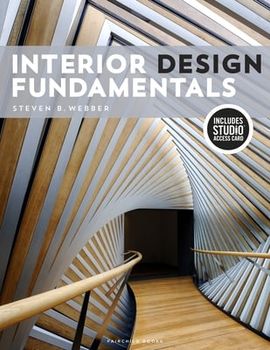 INTERIOR DESIGN
FUNDAMENTALS
STEVEN B. WEBBER
INCLUDES
STUDIO
ACCESS CARD
FAIRCHILD BOOKS